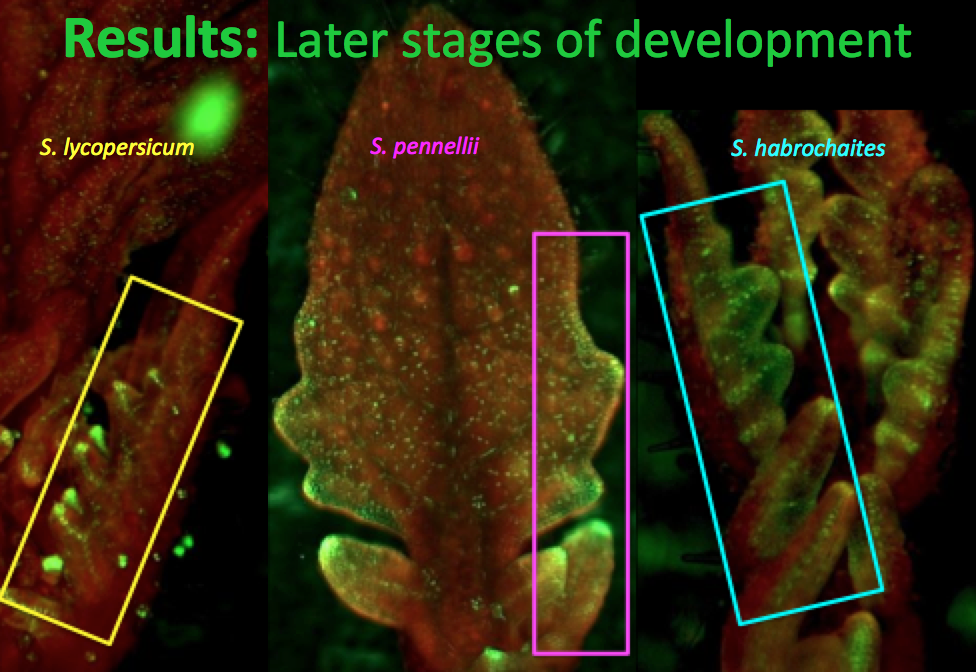 Results: Later stages of development
S. lycopersicum
S. pennellii
S. habrochaites